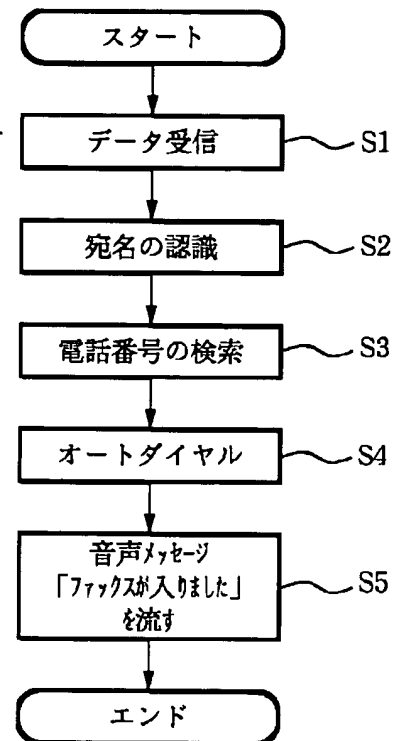 スタート
データ受信 S1
宛名の認識 S2
電話番号の検索 S3
オートダイヤル S4
音声メッセージ
「ファックスが入りました」 S5
を流す
エンド